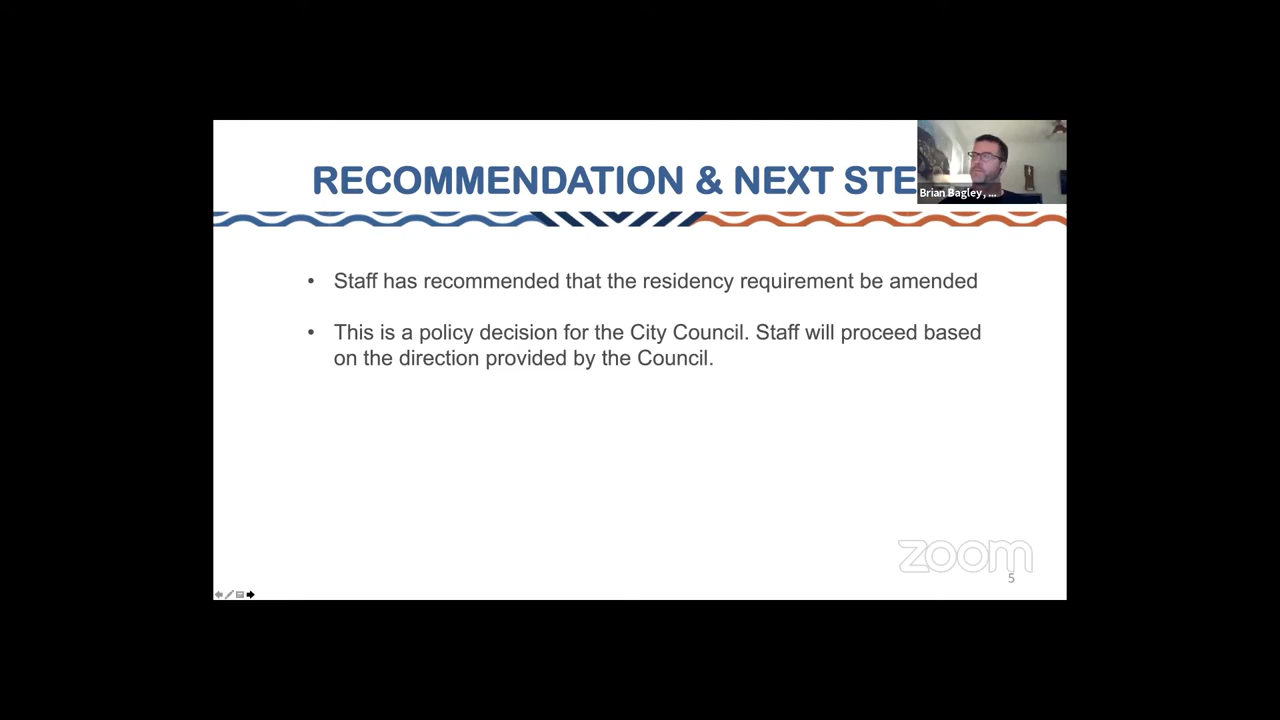 RECOMMENDATION & NEXT STE
Brian Bagley, ...
• Staff has recommended that the residency requirement be amended
• This is a policy decision for the City Council. Staff will proceed based
on the direction provided by the Council.
zoom
5